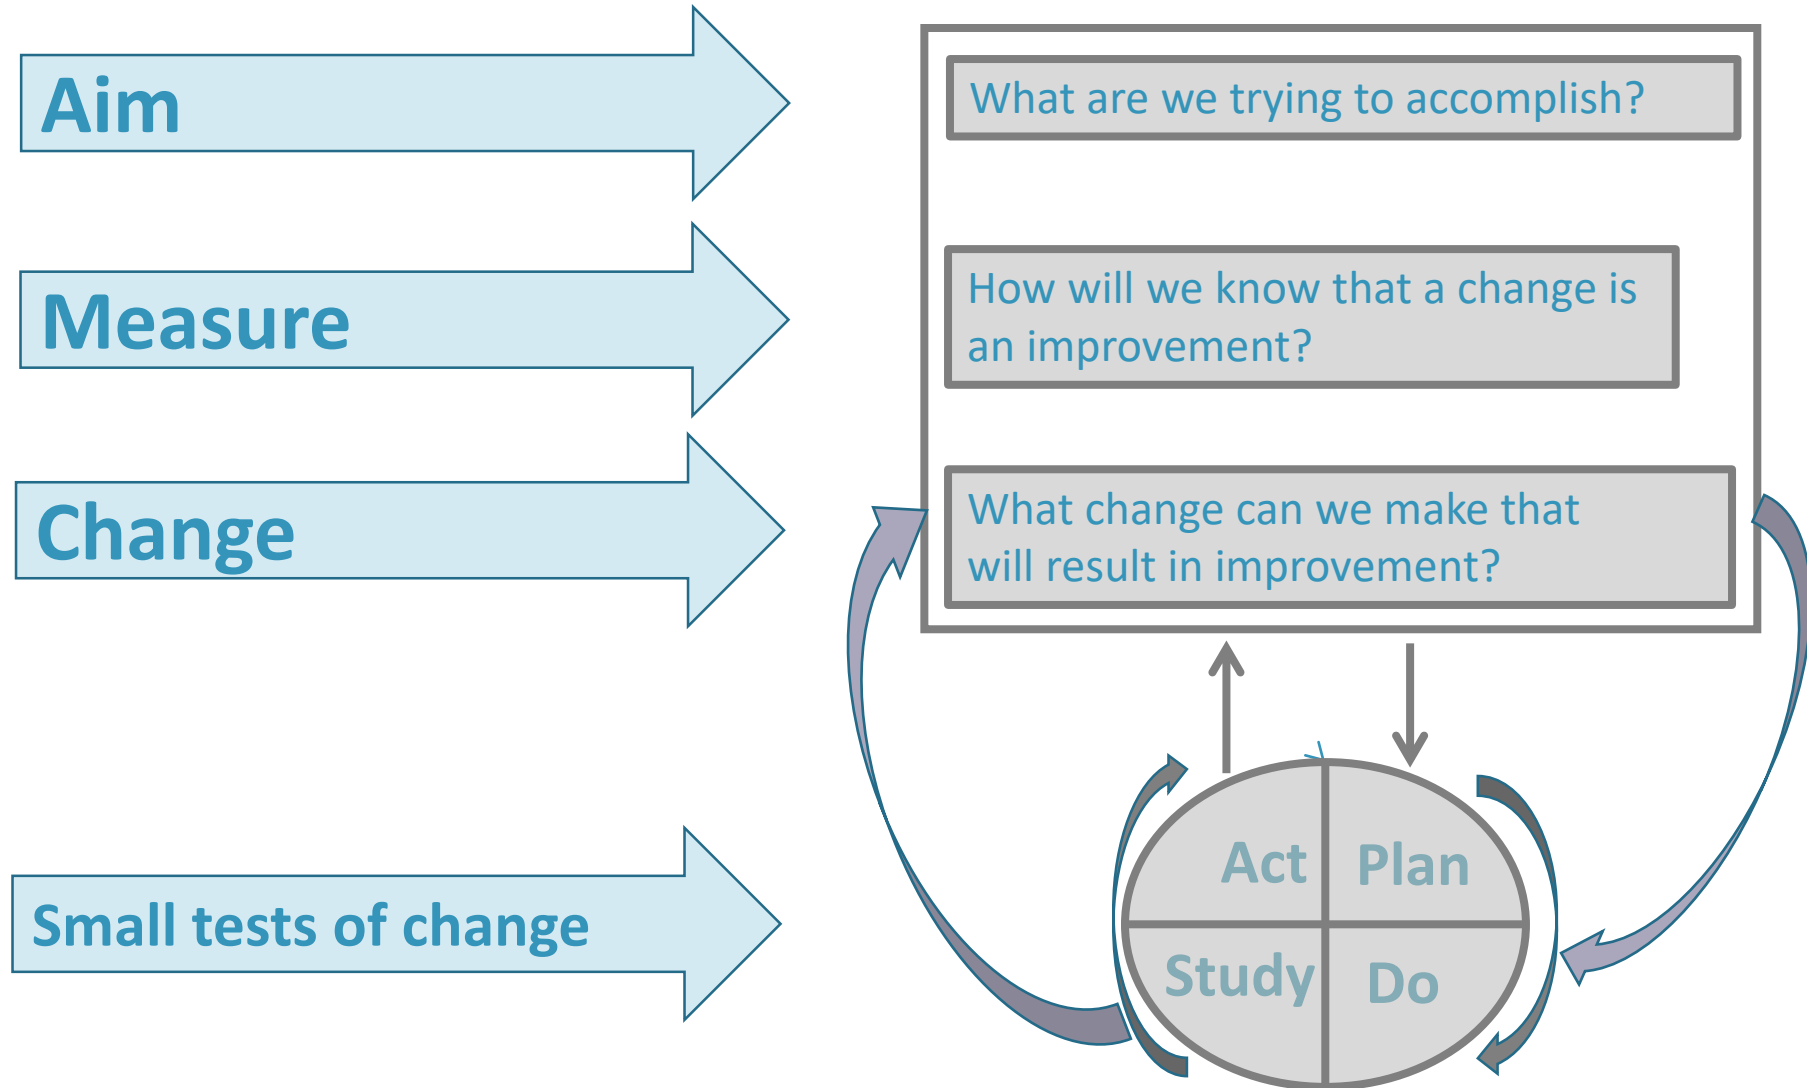 Aim
What are we trying to accomplish?
Measure
How will we know that a change is
an improvement?
Change
What change can we make that
will result in improvement?
Small tests of change
Act
Plan
Study
Do